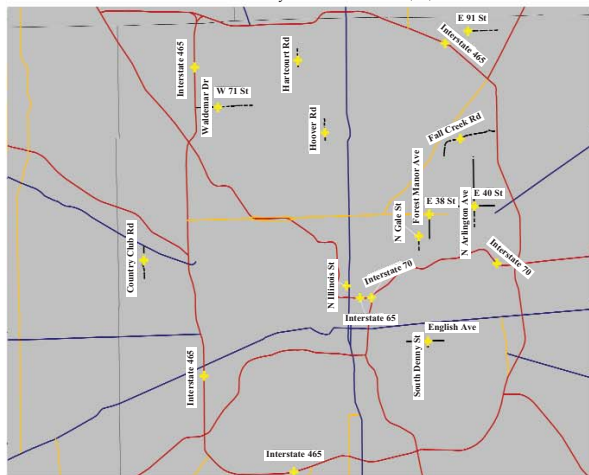 E 91 St
Interstate 465
Interstate 465
Hartcourt Rd
Waldemar Dr
W 71 St
Hoover Rd
Fall Creek Rd
Forest Manor Ave
N Gale St
E 38 St
E 40 St
N Arlington Ave
Country Club Rd
N Illinois St
Interstate 70
Interstate 70
Interstate 65
English Ave
South Denny St
Interstate 465
Interstate 465